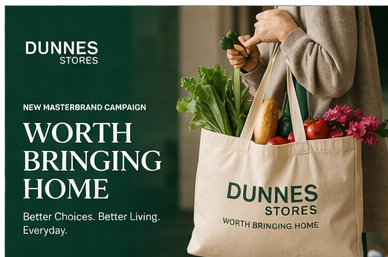 DUNNES
STORES
NEW MASTERBRAND CAMPAIGN
WORTH
BRINGING
HOME
Better Choices. Better Living.
Everyday.
DUNNES
STORES
WORTH BRINGING HOME